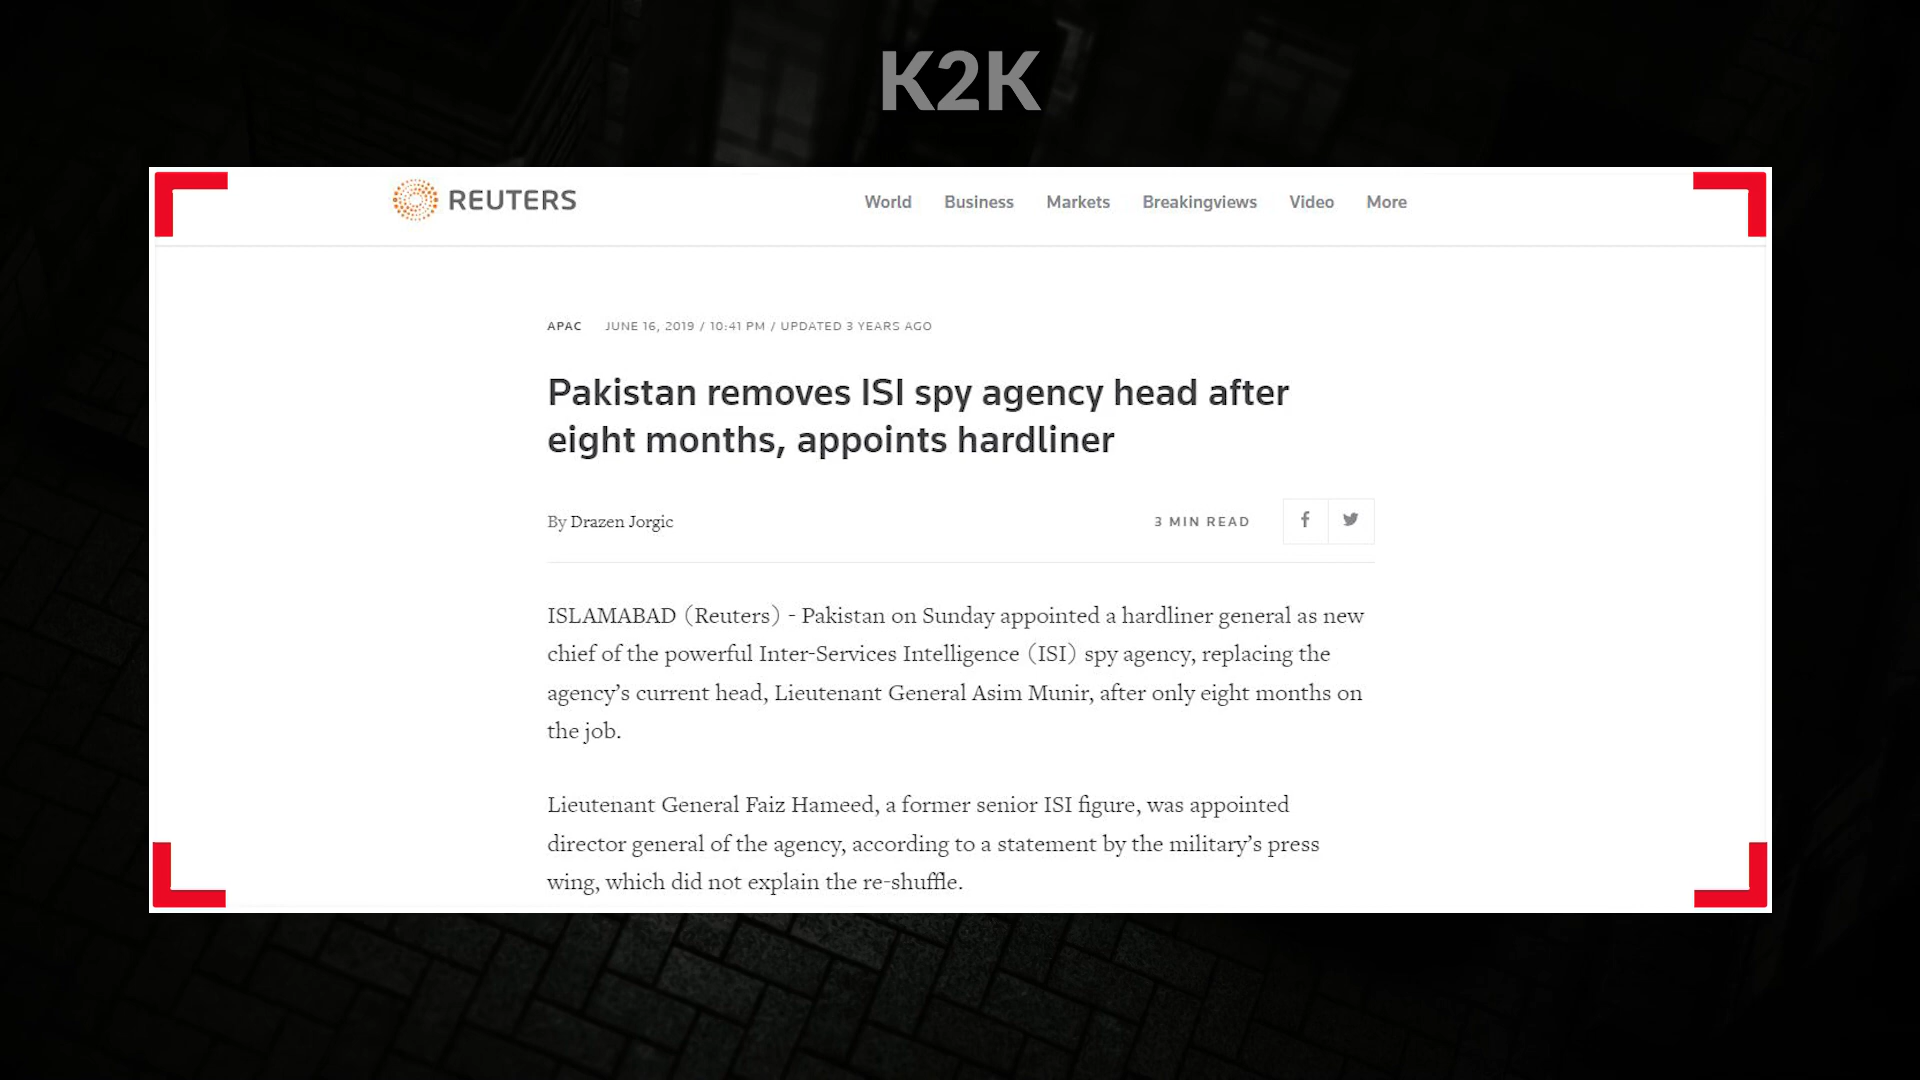 K2K
REUTERS
World Business Markets Breakingviews Video More
APAC JUNE 16, 2019 / 10:41 PM / UPDATED 3 YEARS AGO
Pakistan removes ISI spy agency head after
eight months, appoints hardliner
By Drazen Jorgic
3 MIN READ
ISLAMABAD (Reuters) - Pakistan on Sunday appointed a hardliner general as new
chief of the powerful Inter-Services Intelligence (ISI) spy agency, replacing the
agency’s current head, Lieutenant General Asim Munir, after only eight months on
the job.
Lieutenant General Faiz Hameed, a former senior ISI figure, was appointed
director general of the agency, according to a statement by the military’s press
wing, which did not explain the re-shuffle.